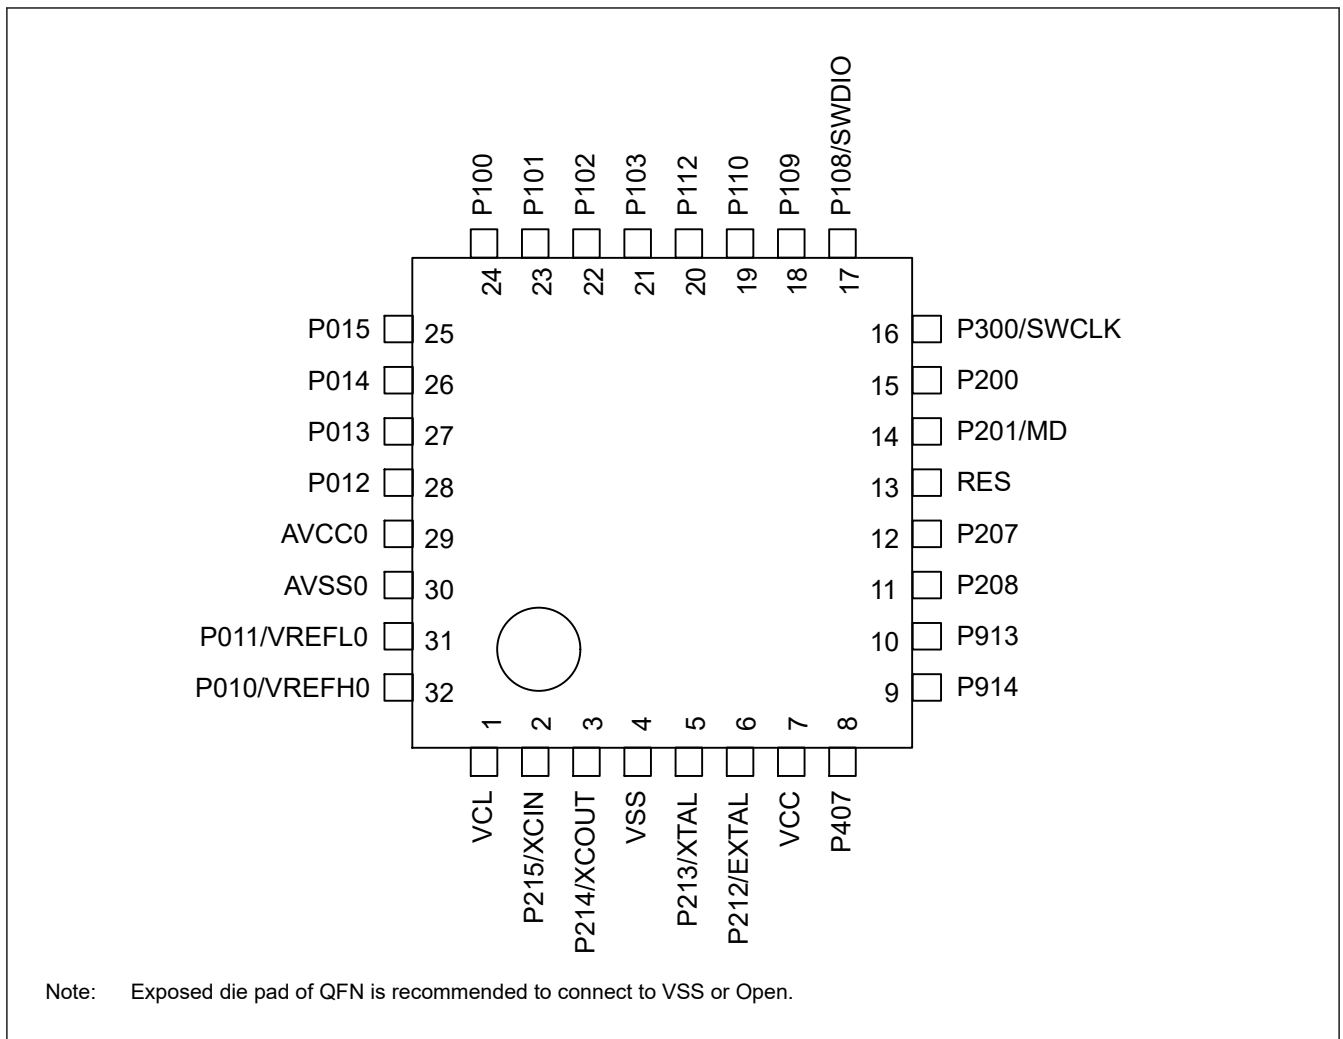 P100
P101
P102
P103
P112
P110
P109
P108/SWDIO
24
23
22
21
20
19
18
17
P015 25
P014 26
P013 27
P012 28
AVCC0 29
AVSS0 30
P011/VREFL0 31
P010/VREFH0 32
16 P300/SWCLK
15 P200
14 P201/MD
13 RES
12 P207
11 P208
10 P913
9 P914
1
2
3
4
5
6
7
8
VCL
P215/XCIN
P214/XCOUT
VSS
P213/XTAL
P212/EXTAL
VCC
P407
Note: Exposed die pad of QFN is recommended to connect to VSS or Open.